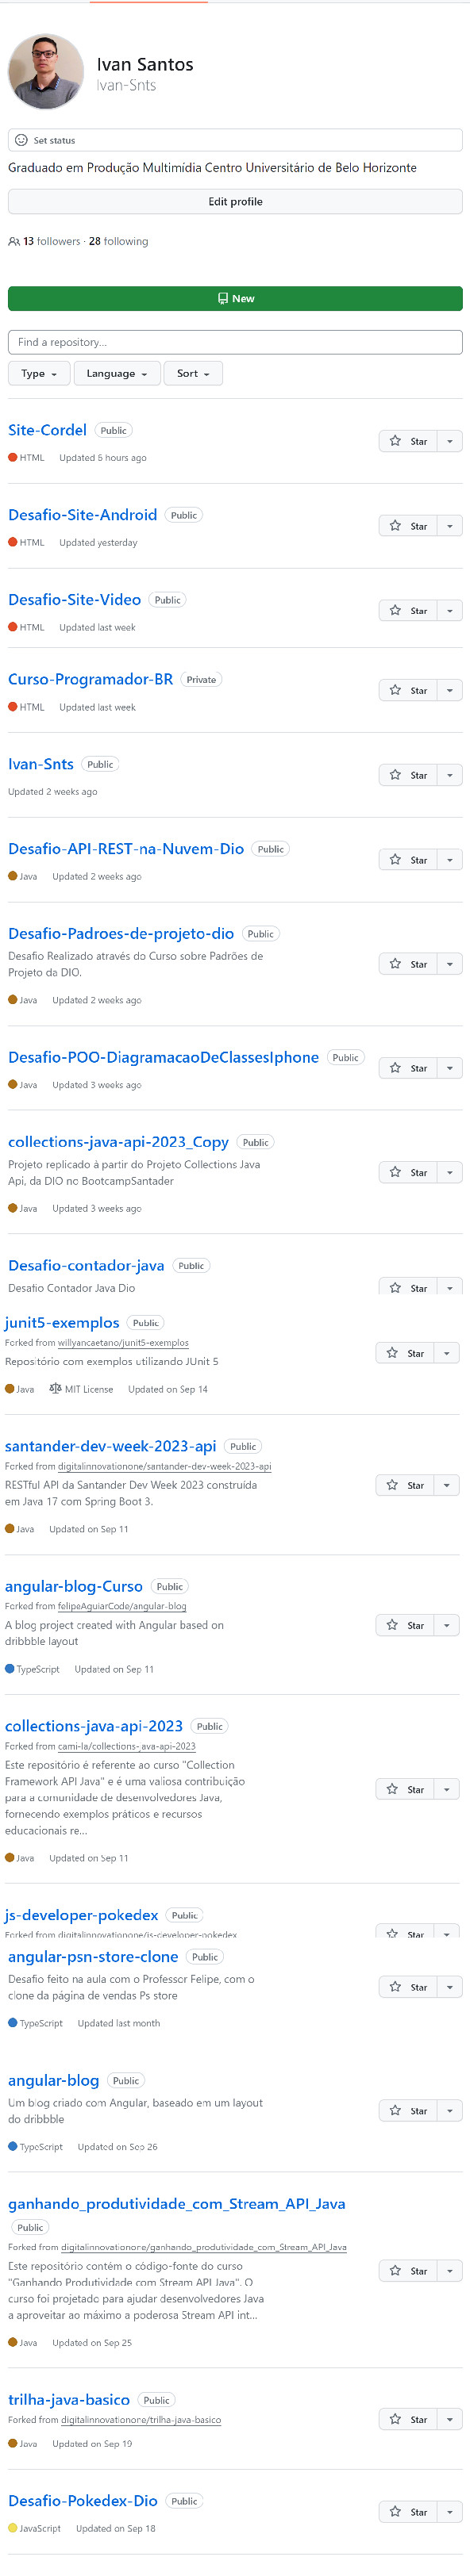 Ivan Santos
Ivan-Snts
Set status
Graduado em Produção Multimídia Centro Universitário de Belo Horizonte
Edit profile
13 followers · 28 following
New
Find a repository...
Type Language Sort
Site-Cordel Public
Star
HTML Updated 5 hours ago
Desafio-Site-Android Public
Star
HTML Updated yesterday
Desafio-Site-Video Public
Star
HTML Updated last week
Curso-Programador-BR Private
Star
HTML Updated last week
Ivan-Snts Public
Star
Updated 2 weeks ago
Desafio-API-REST-na-Nuvem-Dio Public
Star
Java Updated 2 weeks ago
Desafio-Padroes-de-projeto-dio Public
Desafio Realizado através do Curso sobre Padrões de
Star
Projeto da DIO.
Java Updated 2 weeks ago
Desafio-POO-DiagramacaoDeClassesIphone Public
Star
Java Updated 3 weeks ago
collections-java-api-2023_Copy Public
Projeto replicado à partir do Projeto Collections Java
Star
Api, da DIO no BootcampSantader
Java Updated 3 weeks ago
Desafio-contador-java Public
Desafio Contador Java Dio
Star
junit5-exemplos Public
Forked from willyancaetano/junit5-exemplos
Star
Repositório com exemplos utilizando JUnit 5
Java MIT License Updated on Sep 14
santander-dev-week-2023-api Public
Forked from digitalinnovationone/santander-dev-week-2023-api
RESTful API da Santander Dev Week 2023 construída
Star
em Java 17 com Spring Boot 3.
Java Updated on Sep 11
angular-blog-Curso Public
Forked from felipeAguiarCode/angular-blog
A blog project created with Angular based on
Star
dribbble layout
TypeScript Updated on Sep 11
collections-java-api-2023 Public
Forked from cami-la/collections-java-api-2023
Este repositório é referente ao curso "Collection
Framework API Java" e é uma valiosa contribuição
Star
para a comunidade de desenvolvedores Java,
fornecendo exemplos práticos e recursos
educacionais re...
Java Updated on Sep 11
js-developer-pokedex Public
Forked from digitalinnovationone/js-developer-pokedex
Star
angular-psn-store-clone Public
Desafio feito na aula com o Professor Felipe, com o
Star
clone da página de vendas Ps store
TypeScript Updated last month
angular-blog Public
Um blog criado com Angular, baseado em um layout
Star
do dribbble
TypeScript Updated on Sep 26
ganhando_produtividade_com_Stream_API_Java
Public
Forked from digitalinnovationone/ganhando_produtividade_com_Stream_API_Java
Este repositório contém o código-fonte do curso
Star
"Ganhando Produtividade com Stream API Java". O
curso foi projetado para ajudar desenvolvedores Java
a aproveitar ao máximo a poderosa Stream API int...
Java Updated on Sep 25
trilha-java-basico Public
Forked from digitalinnovationone/trilha-java-basico
Star
Java Updated on Sep 19
Desafio-Pokedex-Dio Public
Star
JavaScript Updated on Sep 18